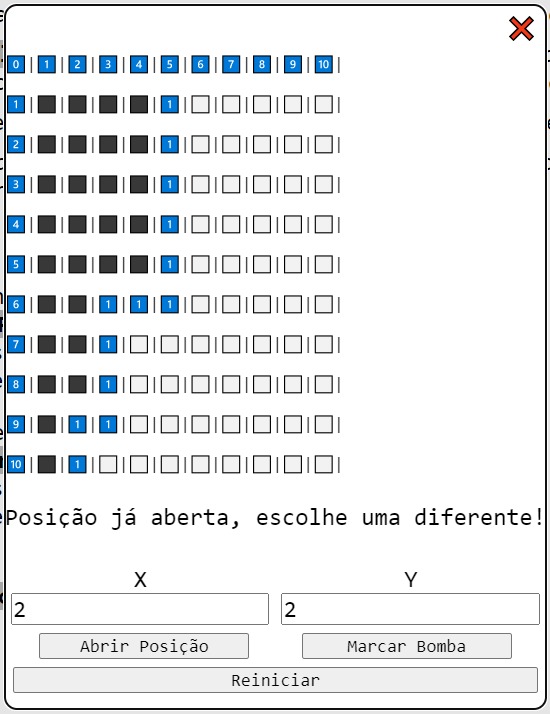 0 | 1 | 2 | 3 | 4 | 5 | 6 | 7 | 8 | 9 | 10 |
1 | ⬛ | ⬛ | ⬛ | ⬛ | 1 | ⬜ | ⬜ | ⬜ | ⬜ | ⬜ |
2 | ⬛ | ⬛ | ⬛ | ⬛ | 1 | ⬜ | ⬜ | ⬜ | ⬜ | ⬜ |
3 | ⬛ | ⬛ | ⬛ | ⬛ | 1 | ⬜ | ⬜ | ⬜ | ⬜ | ⬜ |
4 | ⬛ | ⬛ | ⬛ | ⬛ | 1 | ⬜ | ⬜ | ⬜ | ⬜ | ⬜ |
5 | ⬛ | ⬛ | ⬛ | ⬛ | 1 | ⬜ | ⬜ | ⬜ | ⬜ | ⬜ |
6 | ⬛ | ⬛ | 1 | 1 | 1 | ⬜ | ⬜ | ⬜ | ⬜ | ⬜ |
7 | ⬛ | ⬛ | 1 | ⬜ | ⬜ | ⬜ | ⬜ | ⬜ | ⬜ | ⬜ |
8 | ⬛ | ⬛ | 1 | ⬜ | ⬜ | ⬜ | ⬜ | ⬜ | ⬜ | ⬜ |
9 | ⬛ | 1 | 1 | ⬜ | ⬜ | ⬜ | ⬜ | ⬜ | ⬜ | ⬜ |
10 | ⬛ | 1 | ⬜ | ⬜ | ⬜ | ⬜ | ⬜ | ⬜ | ⬜ | ⬜ |
Posição já aberta, escolhe uma diferente!
X Y
2 2
Abrir Posição Marcar Bomba
Reiniciar